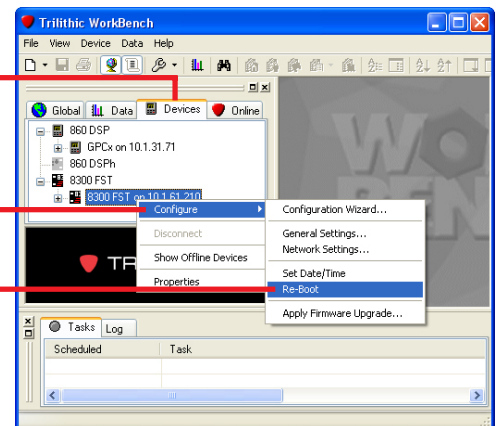 Trilithic WorkBench
File View Device Data Help
Global Data Devices Online
860 DSP
GPCx on 10.1.31.71
860 DSPh
8300 FST
8300 FST on 10.1.61.210
Configure
Disconnect
Show Offline Devices
Properties
Configuration Wizard...
General Settings...
Network Settings...
Set Date/Time
Re-Boot
Apply Firmware Upgrade...
Tasks Log
Scheduled Task